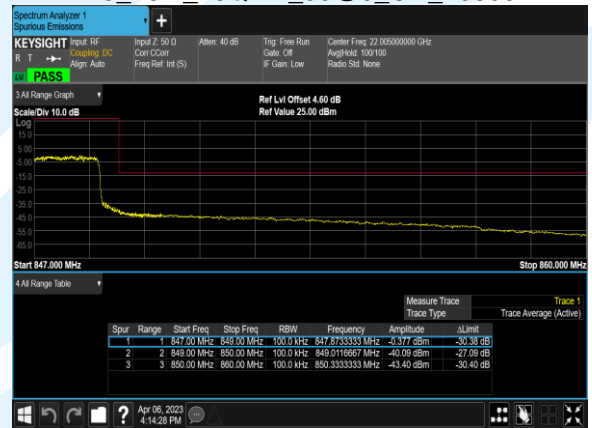 Spectrum Analyzer 1
Spurious Emissions
+
KEYSIGHT Input: RF Input Z: 50 Ω Atten: 40 dB Trig: Free Run Center Freq: 22.005000000 GHz
R T Coupling: DC Corr CCorr Gate: Off Avg|Hold: 100/100
Align: Auto Freq Ref: Int (S) IF Gain: Low Radio Std: None
LV PASS
3 All Range Graph
Ref Lvl Offset 4.60 dB
Scale/Div 10.0 dB Ref Value 25.00 dBm
Log
15.0
5.00
-5.00
-15.0
-25.0
-35.0
-45.0
-55.0
-65.0
Start 847.000 MHz Stop 860.000 MHz
4 All Range Table
Measure Trace Trace 1
Trace Type Trace Average (Active)
Spur Range Start Freq Stop Freq RBW Frequency Amplitude ΔLimit
1 1 847.00 MHz 849.00 MHz 100.0 kHz 847.8733333 MHz -0.377 dBm -30.38 dB
2 2 849.00 MHz 850.00 MHz 100.0 kHz 849.0116667 MHz -40.09 dBm -27.09 dB
3 3 850.00 MHz 860.00 MHz 100.0 kHz 850.3333333 MHz -43.40 dBm -30.40 dB
? Apr 06, 2023
4:14:28 PM